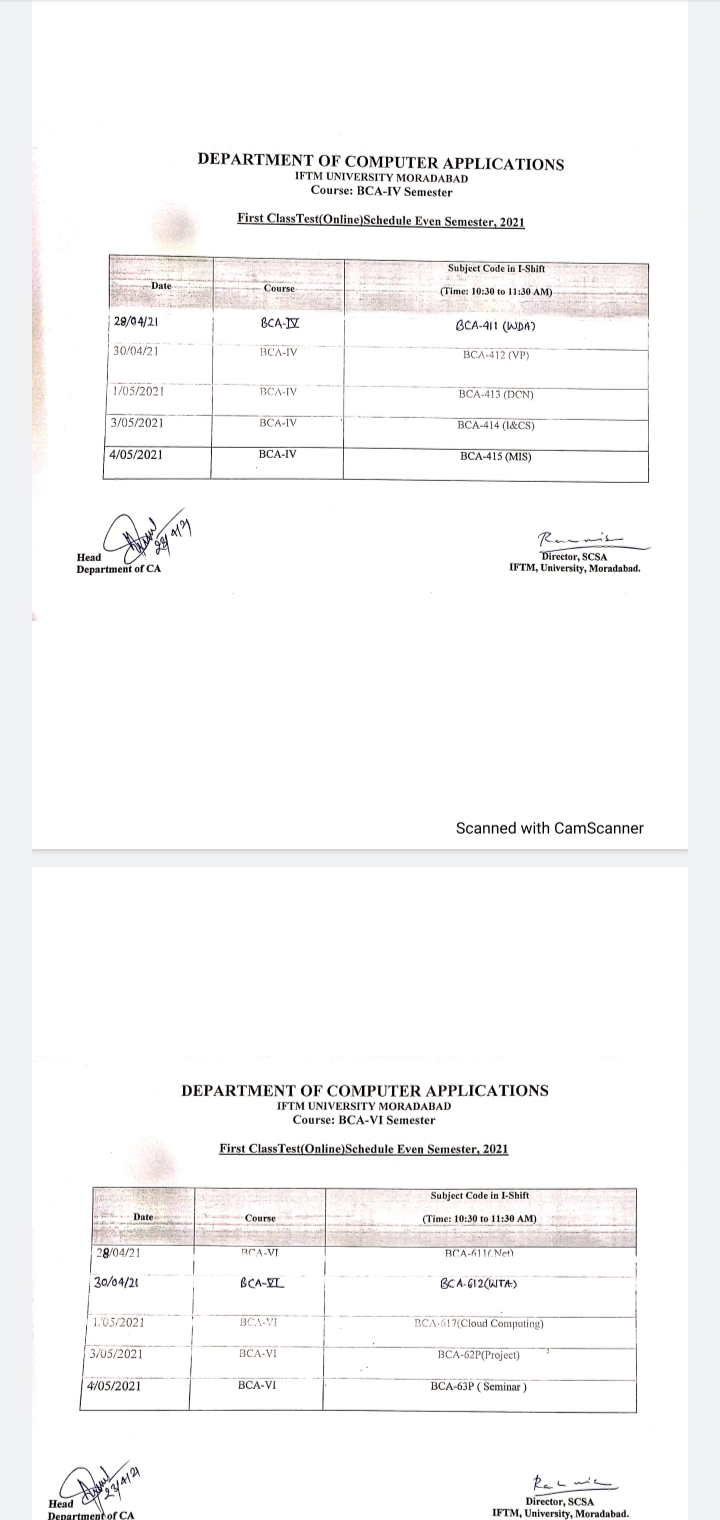 DEPARTMENT OF COMPUTER APPLICATIONS
IFTM UNIVERSITY MORADABAD
Course: BCA-IV Semester
First ClassTest(Online)Schedule Even Semester, 2021
Date Course Subject Code in I-Shift (Time: 10:30 to 11:30 AM)
28/04/21 BCA-IV BCA-411 (WDA)
30/04/21 BCA-IV BCA-412 (VP)
1/05/2021 BCA-IV BCA-413 (DCN)
3/05/2021 BCA-IV BCA-414 (I&CS)
4/05/2021 BCA-IV BCA-415 (MIS)
23/4/21
Head
Department of CA
Director, SCSA
IFTM, University, Moradabad.
Scanned with CamScanner
DEPARTMENT OF COMPUTER APPLICATIONS
IFTM UNIVERSITY MORADABAD
Course: BCA-VI Semester
First ClassTest(Online)Schedule Even Semester, 2021
Date Course Subject Code in I-Shift (Time: 10:30 to 11:30 AM)
28/04/21 BCA-VI BCA-611(.Net)
30/04/21 BCA-VI BCA-612(WTA)
1/05/2021 BCA-VI BCA-617(Cloud Computing)
3/05/2021 BCA-VI BCA-62P(Project)
4/05/2021 BCA-VI BCA-63P ( Seminar )
23/4/21
Head
Department of CA
Director, SCSA
IFTM, University, Moradabad.